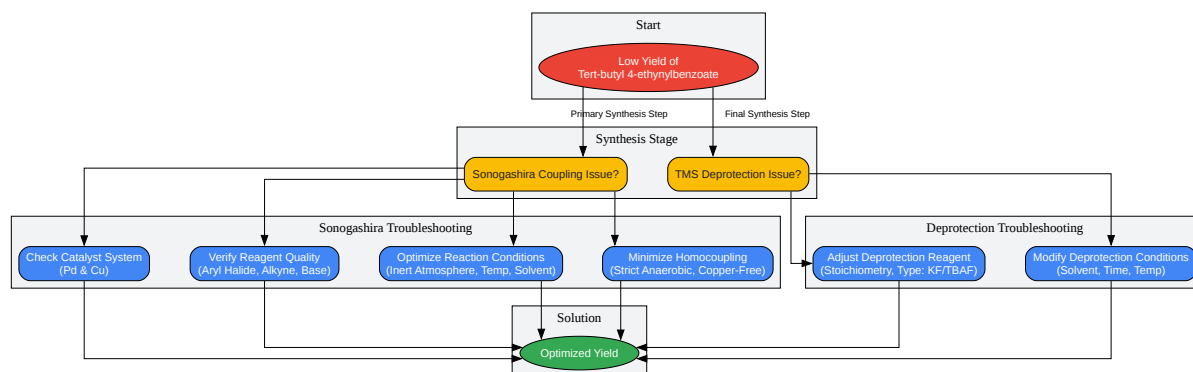 Start
Low Yield of
Tert-butyl 4-ethynylbenzoate
Primary Synthesis Step
Final Synthesis Step
Synthesis Stage
Sonogashira Coupling Issue?
TMS Deprotection Issue?
Sonogashira Troubleshooting
Deprotection Troubleshooting
Check Catalyst System
(Pd & Cu)
Verify Reagent Quality
(Aryl Halide, Alkyne, Base)
Optimize Reaction Conditions
(Inert Atmosphere, Temp, Solvent)
Minimize Homocoupling
(Strict Anaerobic, Copper-Free)
Adjust Deprotection Reagent
(Stoichiometry, Type: KF/TBAF)
Modify Deprotection Conditions
(Solvent, Time, Temp)
Solution
Optimized Yield